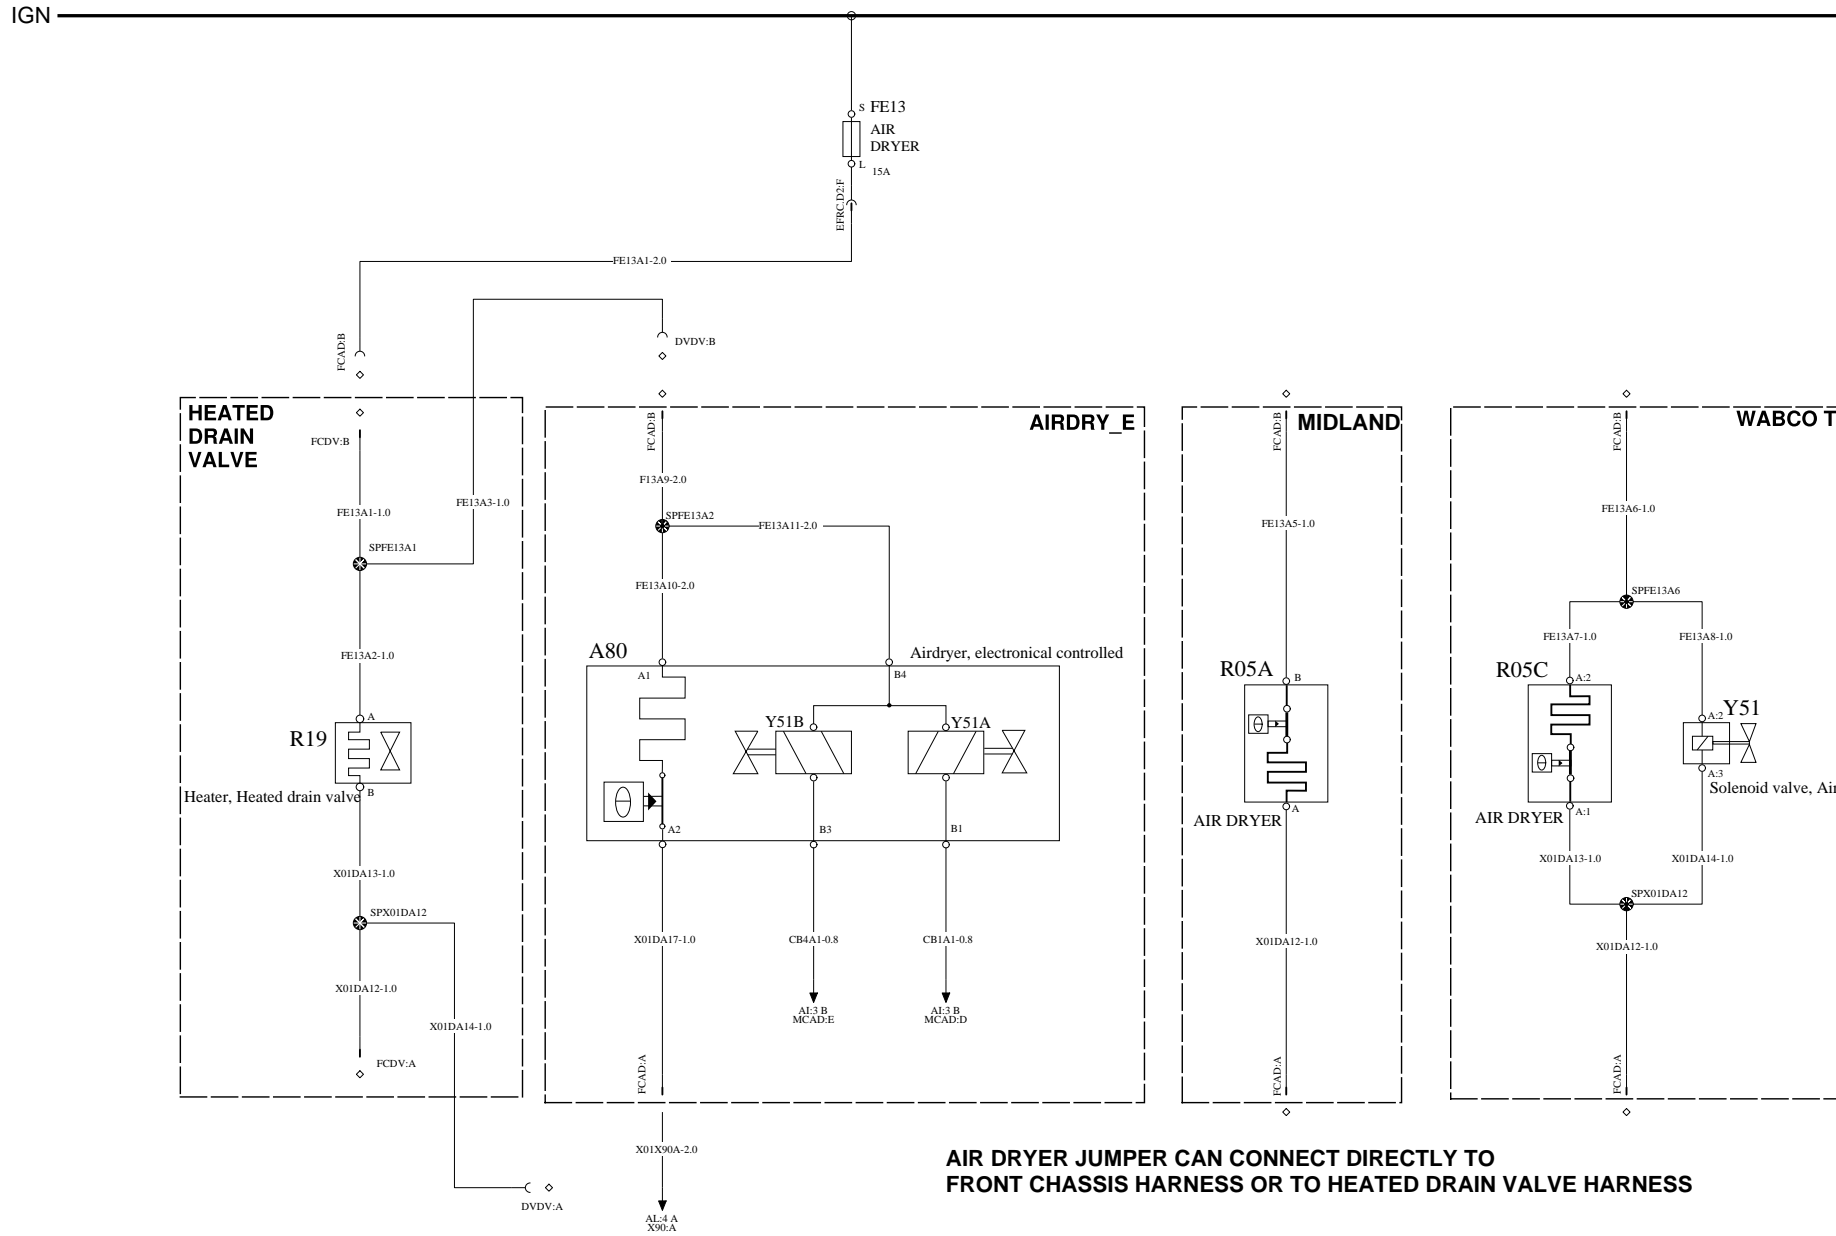 IGN
S FE13
AIR
DRYER
L
15A
EFRC.D2:F
FE13A1-2.0
FCAD:B
DVDV:B
HEATED
DRAIN
VALVE
FCDV:B
FE13A1-1.0
FE13A3-1.0
SPFE13A1
FE13A2-1.0
A
R19
B
Heater, Heated drain valve
X01DA13-1.0
SPX01DA12
X01DA12-1.0
X01DA14-1.0
FCDV:A
DVDV:A
AIRDRY_E
FCAD:B
F13A9-2.0
SPFE13A2
FE13A11-2.0
FE13A10-2.0
A80
Airdryer, electronical controlled
A1
B4
Y51B
Y51A
A2
B3
B1
X01DA17-1.0
CB4A1-0.8
CB1A1-0.8
AI:3 B
MCAD:E
AI:3 B
MCAD:D
FCAD:A
X01X90A-2.0
AL:4 A
X90:A
MIDLAND
FCAD:B
FE13A5-1.0
R05A
B
A
AIR DRYER
X01DA12-1.0
FCAD:A
WABCO T
FCAD:B
FE13A6-1.0
SPFE13A6
FE13A7-1.0
FE13A8-1.0
R05C
A:2
A:2
Y51
A:3
Solenoid valve, Air
A:1
AIR DRYER
X01DA13-1.0
X01DA14-1.0
SPX01DA12
X01DA12-1.0
FCAD:A
AIR DRYER JUMPER CAN CONNECT DIRECTLY TO
FRONT CHASSIS HARNESS OR TO HEATED DRAIN VALVE HARNESS